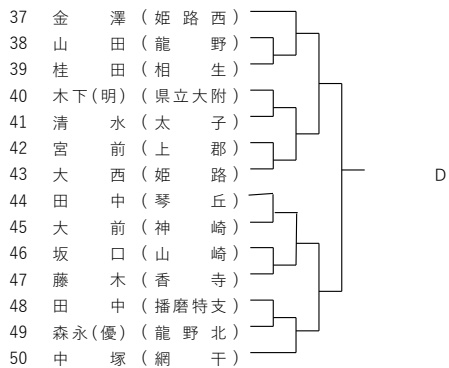 37 金澤(姫路西)
38 山田(龍野)
39 桂田(相生)
40 木下(明)(県立大附)
41 清水(太子)
42 宮前(上郡)
43 大西(姫路)
D
44 田中(琴丘)
45 大前(神崎)
46 坂口(山崎)
47 藤木(香寺)
48 田中(播磨特支)
49 森永(優)(龍野北)
50 中塚(網干)